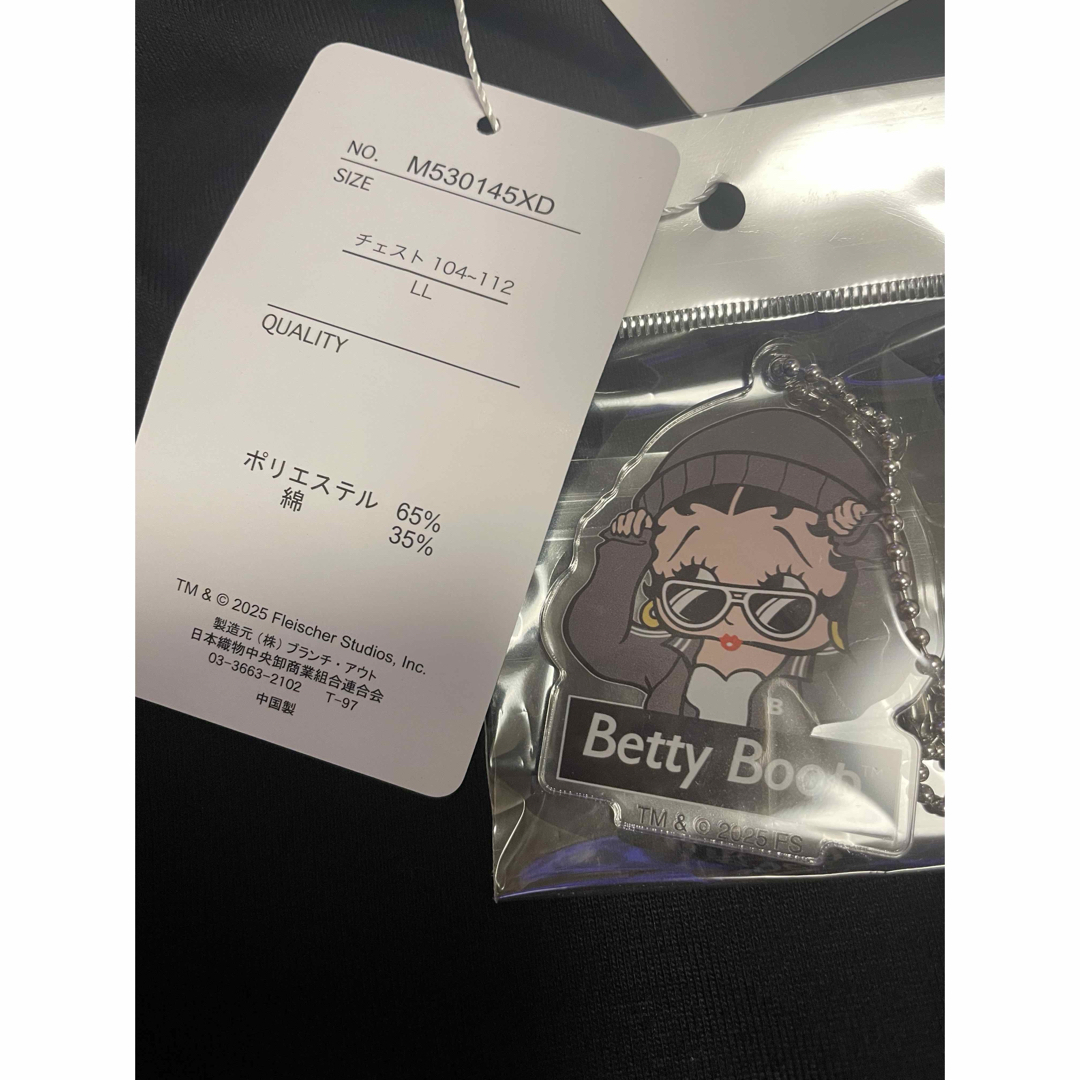 NO. M530145XD
SIZE
チェスト 104~112
LL
QUALITY
ポリエステル 65%
綿 35%
TM & © 2025 Fleischer Studios, Inc.
製造元 (株) ブランチ・アウト
日本織物中央卸商業組合連合会
03-3663-2102 T-97
中国製
B
Betty Boop™
TM & © 2025 FS